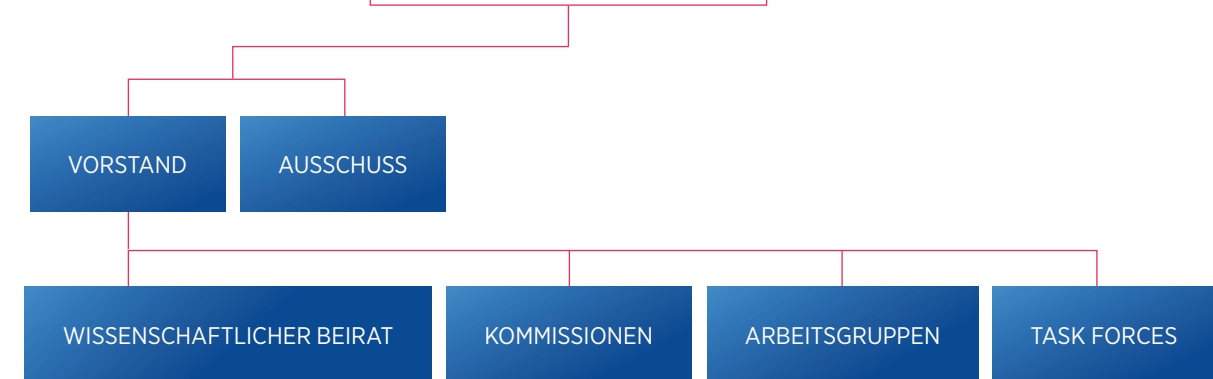 VORSTAND
AUSSCHUSS
WISSENSCHAFTLICHER BEIRAT
KOMMISSIONEN
ARBEITSGRUPPEN
TASK FORCES